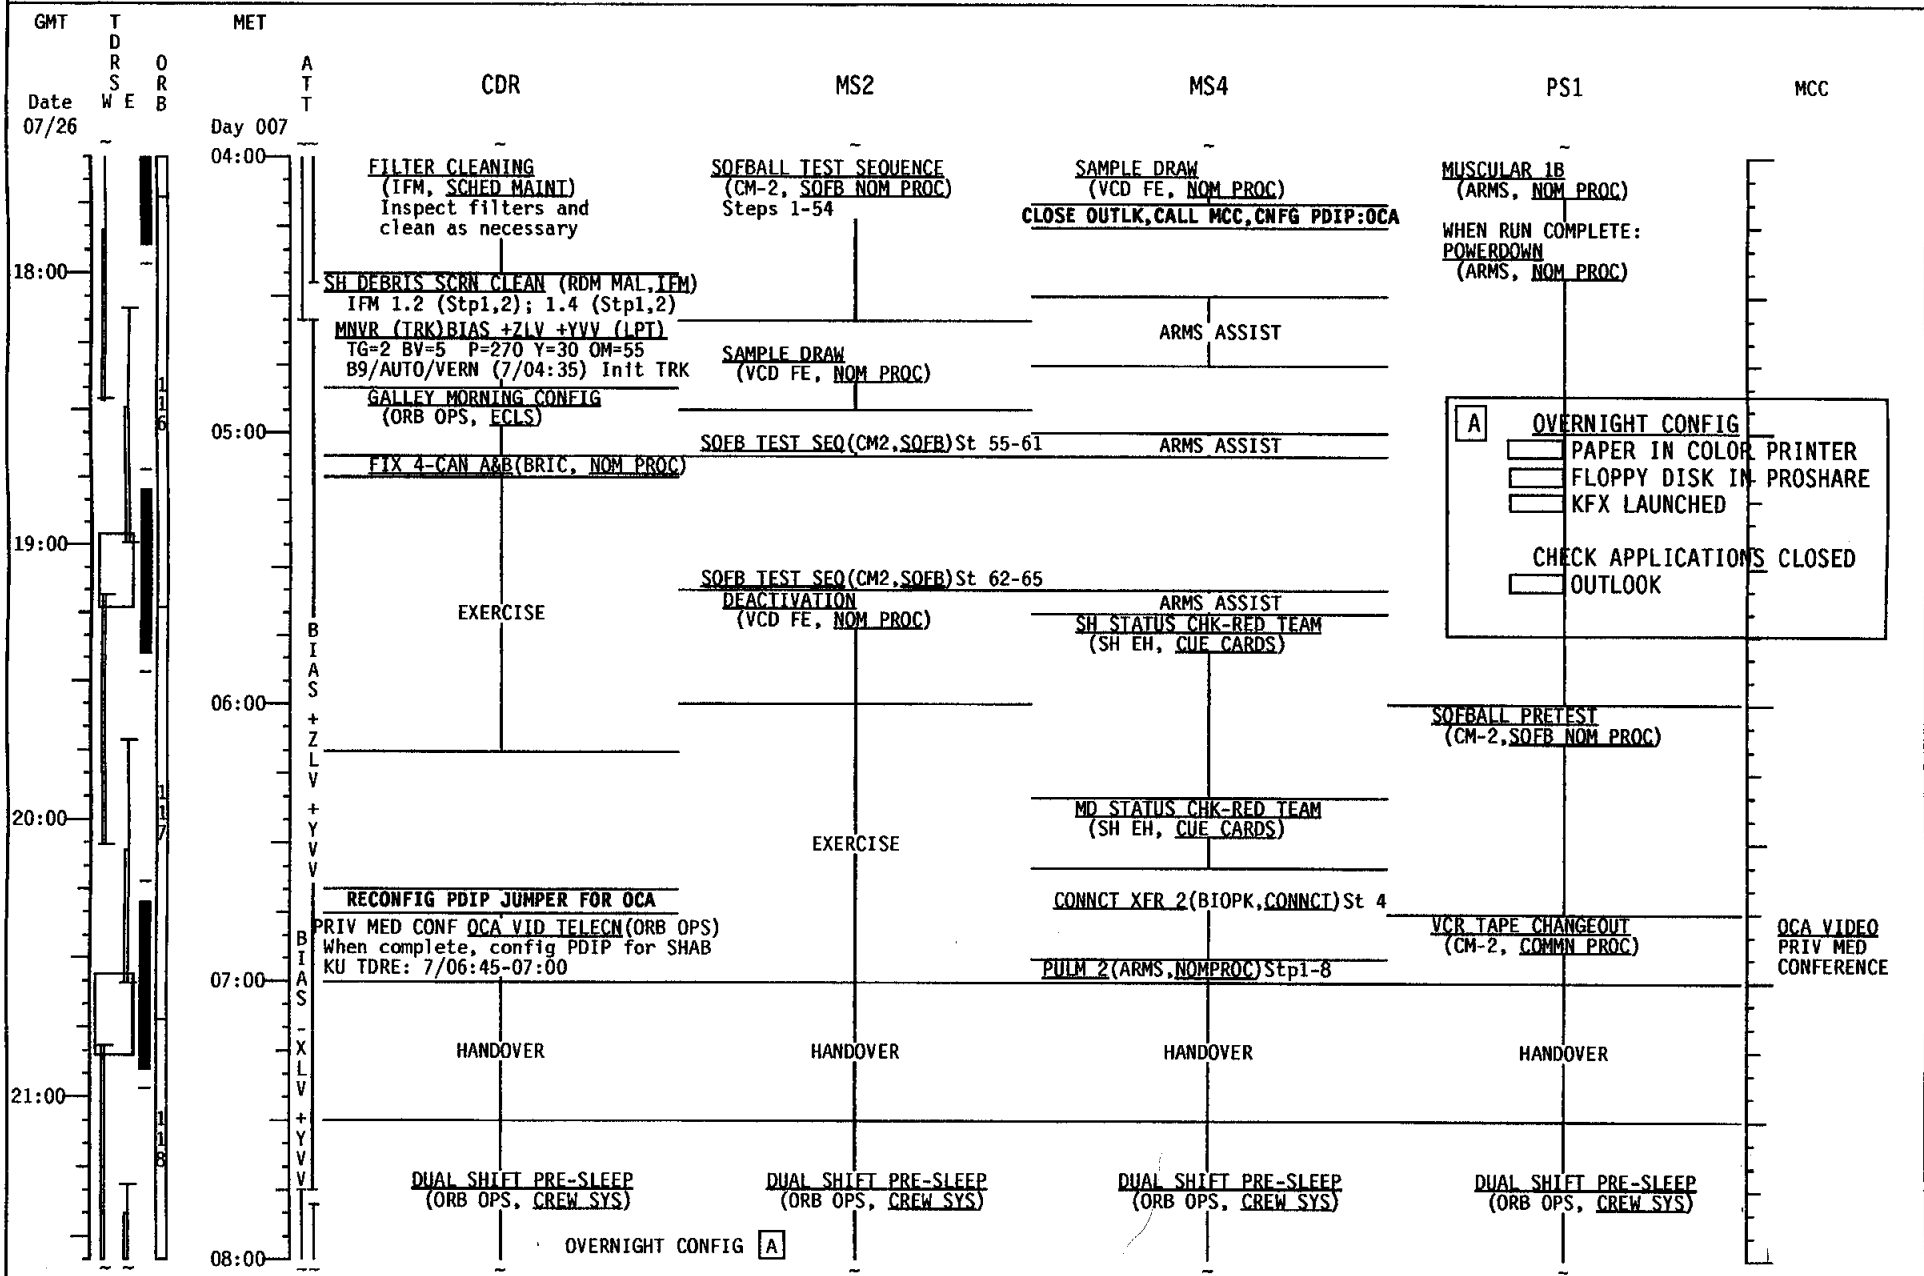 GMT
TDRS
W E
ORB
MET
ATT
CDR
MS2
MS4
PS1
MCC
Date
07/26
Day 007
04:00
18:00
05:00
19:00
06:00
20:00
07:00
21:00
08:00
116
117
118
BIAS +ZLV +YVV
BIAS -XLV +YVV
FILTER CLEANING
(IFM, SCHED MAINT)
Inspect filters and
clean as necessary
SH DEBRIS SCRN CLEAN (RDM MAL,IFM)
IFM 1.2 (Stp1,2); 1.4 (Stp1,2)
MNVR (TRK)BIAS +ZLV +YVV (LPT)
TG=2 BV=5 P=270 Y=30 OM=55
B9/AUTO/VERN (7/04:35) Init TRK
GALLEY MORNING CONFIG
(ORB OPS, ECLS)
FIX 4-CAN A&B(BRIC, NOM PROC)
EXERCISE
RECONFIG PDIP JUMPER FOR OCA
PRIV MED CONF OCA VID TELECN(ORB OPS)
When complete, config PDIP for SHAB
KU TDRE: 7/06:45-07:00
HANDOVER
DUAL SHIFT PRE-SLEEP
(ORB OPS, CREW SYS)
OVERNIGHT CONFIG A
SOFBALL TEST SEQUENCE
(CM-2, SOFB NOM PROC)
Steps 1-54
SAMPLE DRAW
(VCD FE, NOM PROC)
SOFB TEST SEQ(CM2,SOFB)St 55-61
SOFB TEST SEQ(CM2,SOFB)St 62-65
DEACTIVATION
(VCD FE, NOM PROC)
EXERCISE
HANDOVER
DUAL SHIFT PRE-SLEEP
(ORB OPS, CREW SYS)
SAMPLE DRAW
(VCD FE, NOM PROC)
CLOSE OUTLK,CALL MCC,CNFG PDIP:OCA
ARMS ASSIST
ARMS ASSIST
ARMS ASSIST
SH STATUS CHK-RED TEAM
(SH EH, CUE CARDS)
MD STATUS CHK-RED TEAM
(SH EH, CUE CARDS)
CONNCT XFR 2(BIOPK,CONNCT)St 4
PULM 2(ARMS,NOMPROC)Stp1-8
HANDOVER
DUAL SHIFT PRE-SLEEP
(ORB OPS, CREW SYS)
MUSCULAR 1B
(ARMS, NOM PROC)
WHEN RUN COMPLETE:
POWERDOWN
(ARMS, NOM PROC)
A OVERNIGHT CONFIG
PAPER IN COLOR PRINTER
FLOPPY DISK IN PROSHARE
KFX LAUNCHED
CHECK APPLICATIONS CLOSED
OUTLOOK
SOFBALL PRETEST
(CM-2,SOFB NOM PROC)
VCR TAPE CHANGEOUT
(CM-2, COMMN PROC)
HANDOVER
DUAL SHIFT PRE-SLEEP
(ORB OPS, CREW SYS)
OCA VIDEO
PRIV MED
CONFERENCE